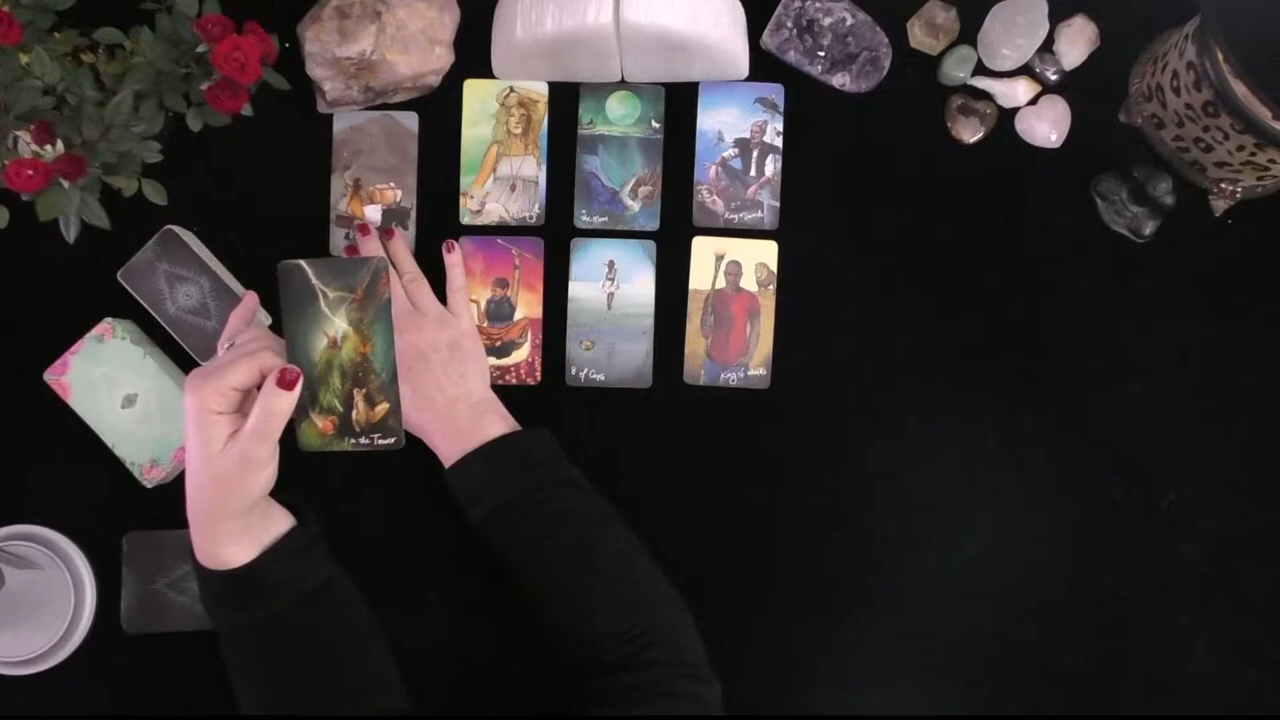 Strength
the Moon
King of Swords
8 of Cups
King of Wands
the Tower